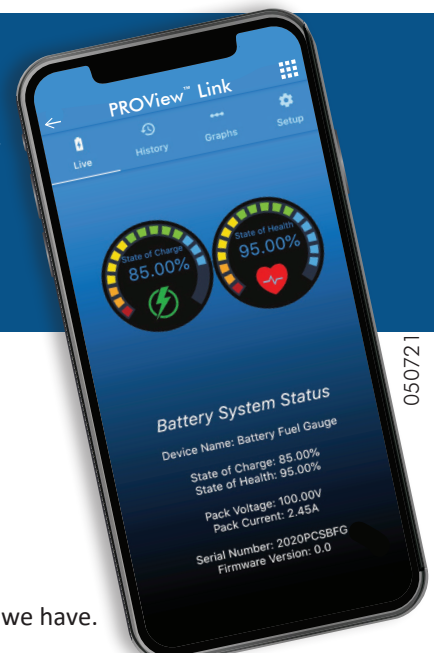 PROView™ Link
Live
History
Graphs
Setup
State of Charge
85.00%
State of Health
95.00%
Battery System Status
Device Name: Battery Fuel Gauge
State of Charge: 85.00%
State of Health: 95.00%
Pack Voltage: 100.00V
Pack Current: 2.45A
Serial Number: 2020PCSBFG
Firmware Version: 0.0
050721
we have.